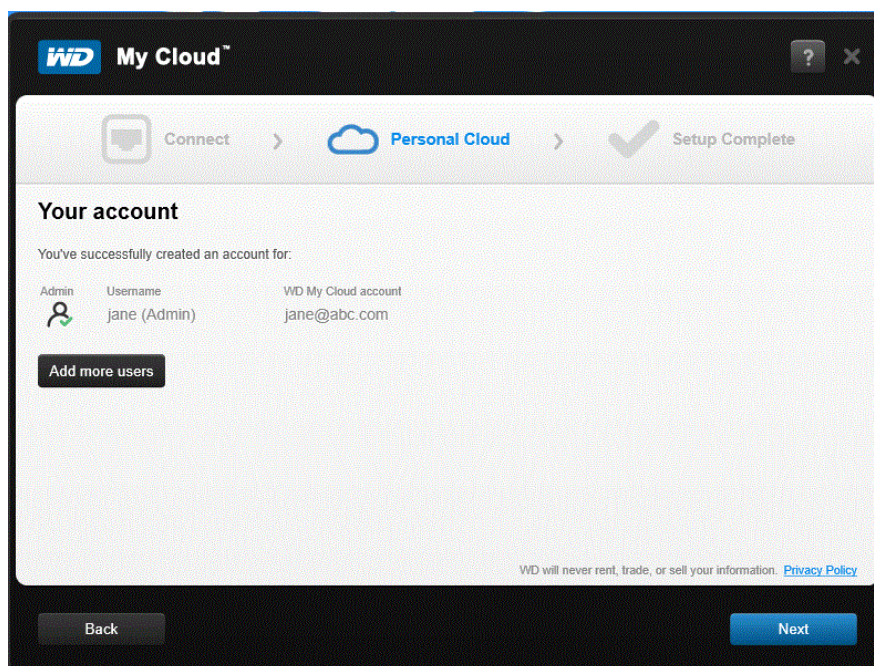 WD My Cloud™
?
Connect
Personal Cloud
Setup Complete
Your account
You've successfully created an account for:
Admin Username WD My Cloud account
jane (Admin) jane@abc.com
Add more users
WD will never rent, trade, or sell your information. Privacy Policy
Back Next